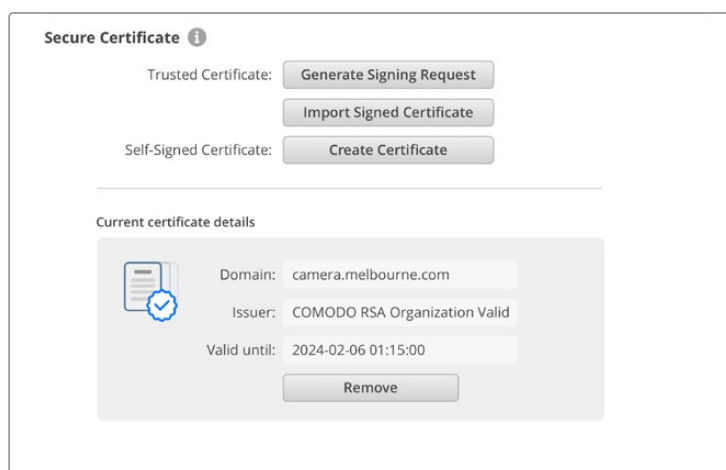 Secure Certificate
Trusted Certificate: Generate Signing Request
Import Signed Certificate
Self-Signed Certificate: Create Certificate
Current certificate details
Domain: camera.melbourne.com
Issuer: COMODO RSA Organization Valid
Valid until: 2024-02-06 01:15:00
Remove